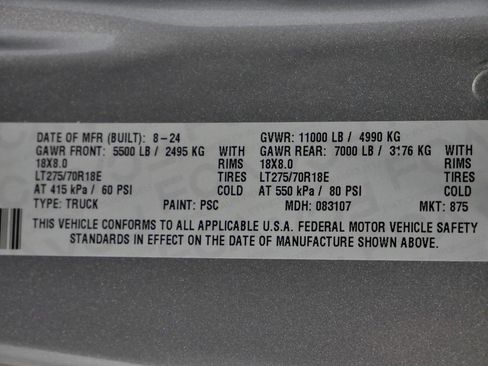 DATE OF MFR (BUILT): 8-24 GVWR: 11000 LB / 4990 KG
GAWR FRONT: 5500 LB / 2495 KG WITH GAWR REAR: 7000 LB / 3176 KG WITH
18X8.0 RIMS 18X8.0 RIMS
LT275/70R18E TIRES LT275/70R18E TIRES
AT 415 kPa / 60 PSI COLD AT 550 kPa / 80 PSI COLD
TYPE: TRUCK PAINT: PSC MDH: 083107 MKT: 875
THIS VEHICLE CONFORMS TO ALL APPLICABLE U.S.A. FEDERAL MOTOR VEHICLE SAFETY
STANDARDS IN EFFECT ON THE DATE OF MANUFACTURE SHOWN ABOVE.